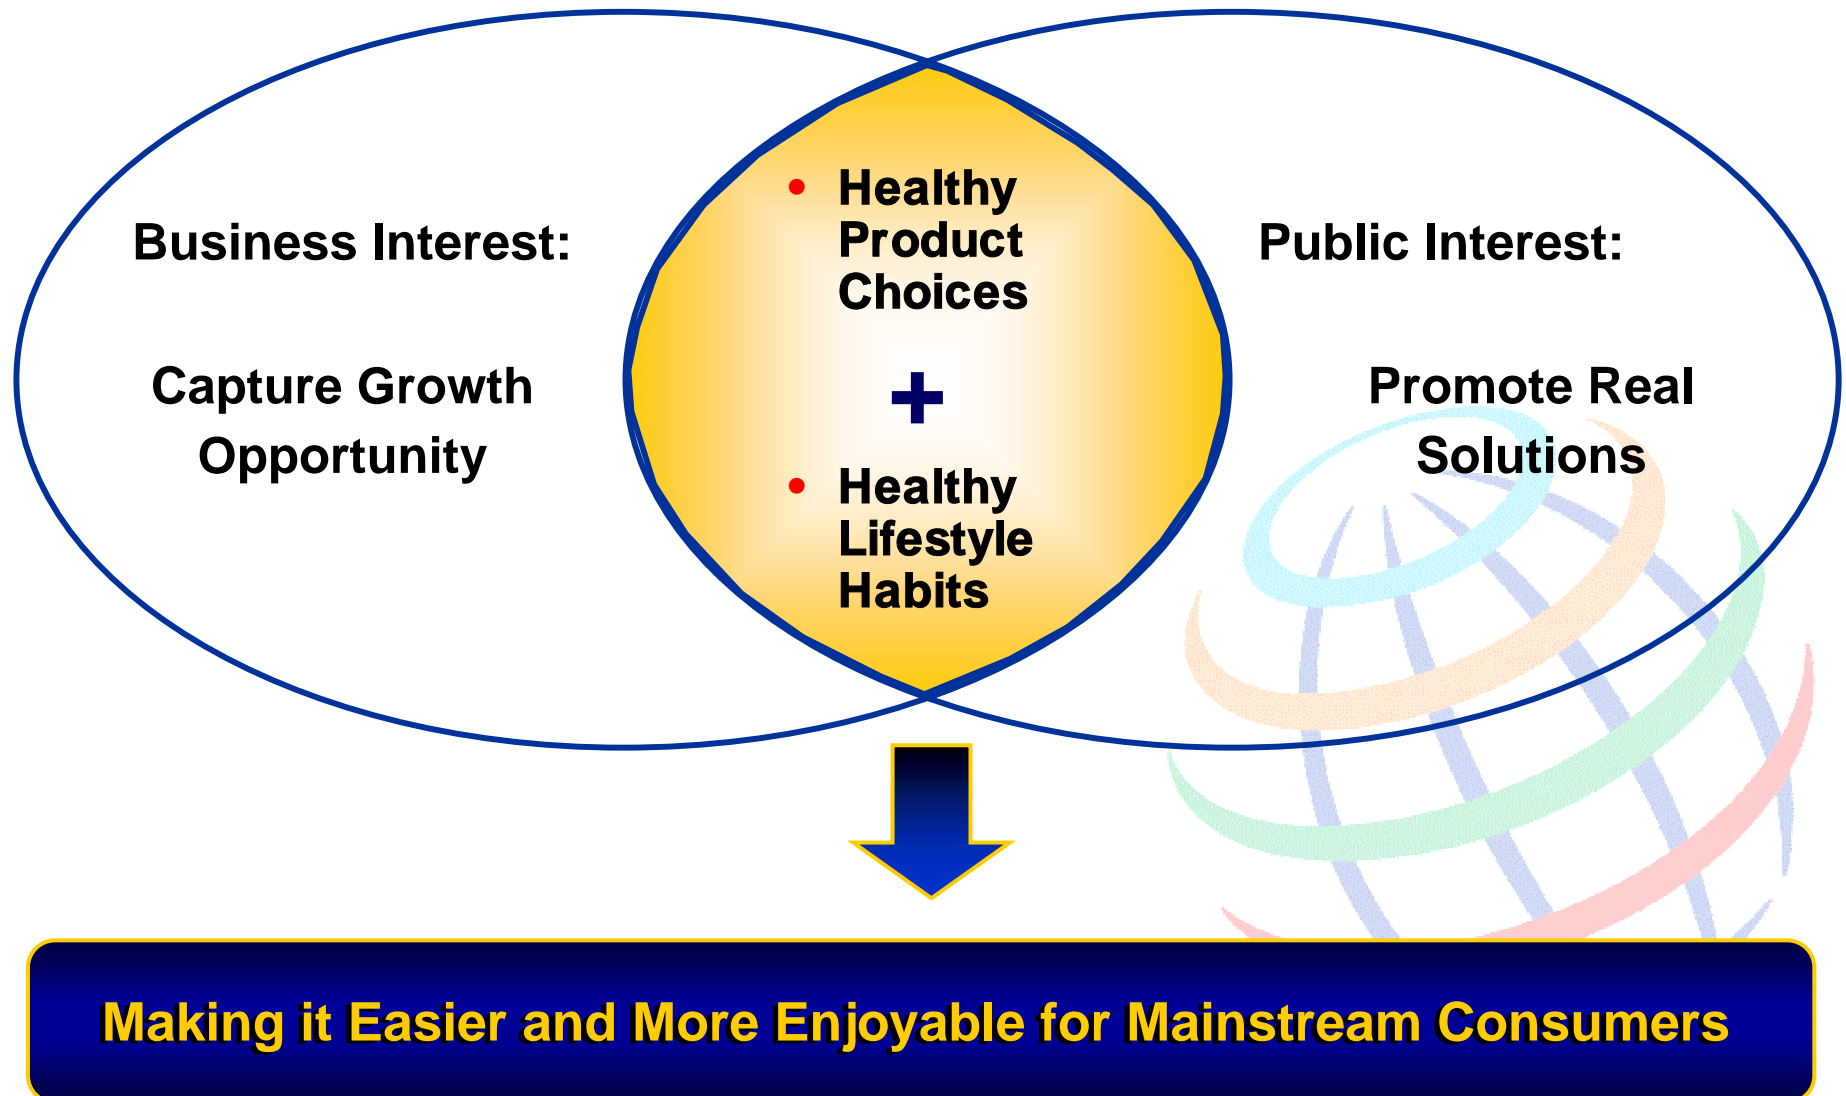 Business Interest:
Capture Growth
Opportunity
• Healthy
Product
Choices
+
• Healthy
Lifestyle
Habits
Public Interest:
Promote Real
Solutions
Making it Easier and More Enjoyable for Mainstream Consumers